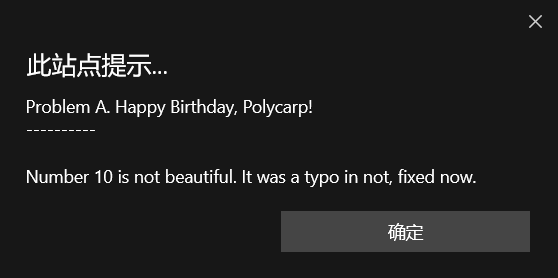 此站点提示...
Problem A. Happy Birthday, Polycarp!
----------
Number 10 is not beautiful. It was a typo in not, fixed now.
确定